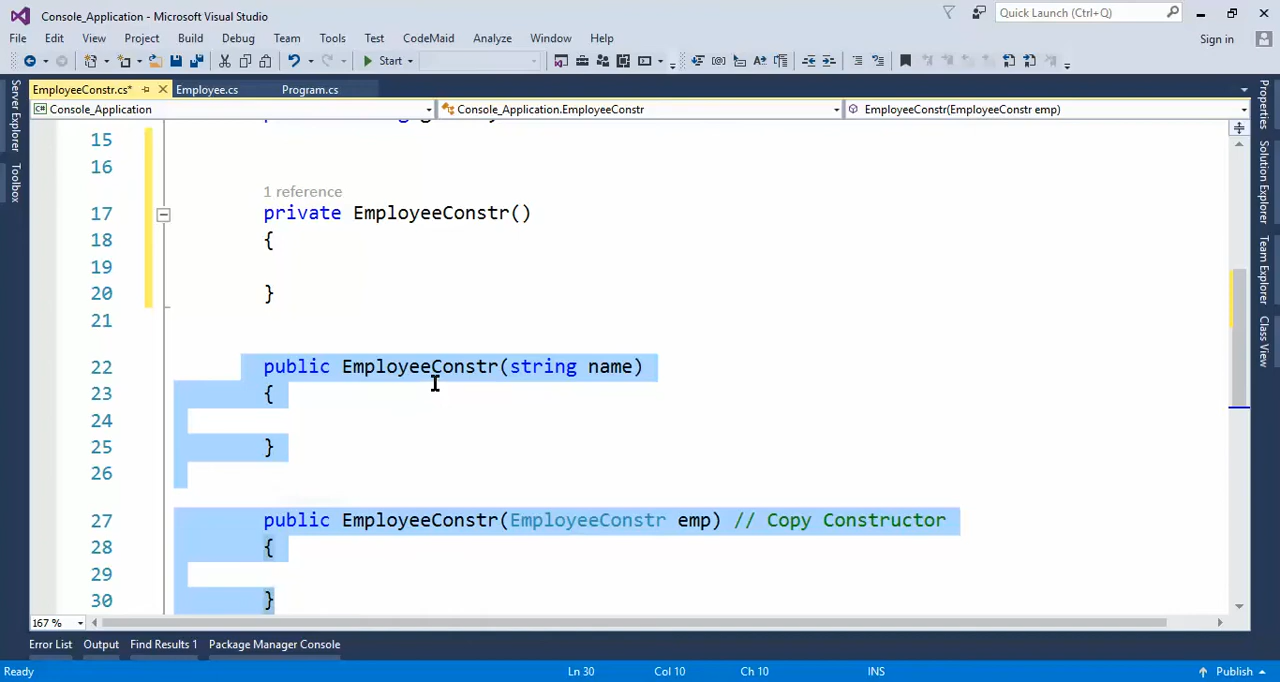 Console_Application - Microsoft Visual Studio
Quick Launch (Ctrl+Q)
File Edit View Project Build Debug Team Tools Test CodeMaid Analyze Window Help
Sign in
Start
EmployeeConstr.cs* Employee.cs Program.cs
Console_Application Console_Application.EmployeeConstr EmployeeConstr(EmployeeConstr emp)
Server Explorer
Toolbox
15
16
1 reference
17 private EmployeeConstr()
18 {
19
20 }
21
22 public EmployeeConstr(string name)
23 {
24
25 }
26
27 public EmployeeConstr(EmployeeConstr emp) // Copy Constructor
28 {
29
30 }
Properties
Solution Explorer
Team Explorer
Class View
167 %
Error List Output Find Results 1 Package Manager Console
Ready Ln 30 Col 10 Ch 10 INS Publish